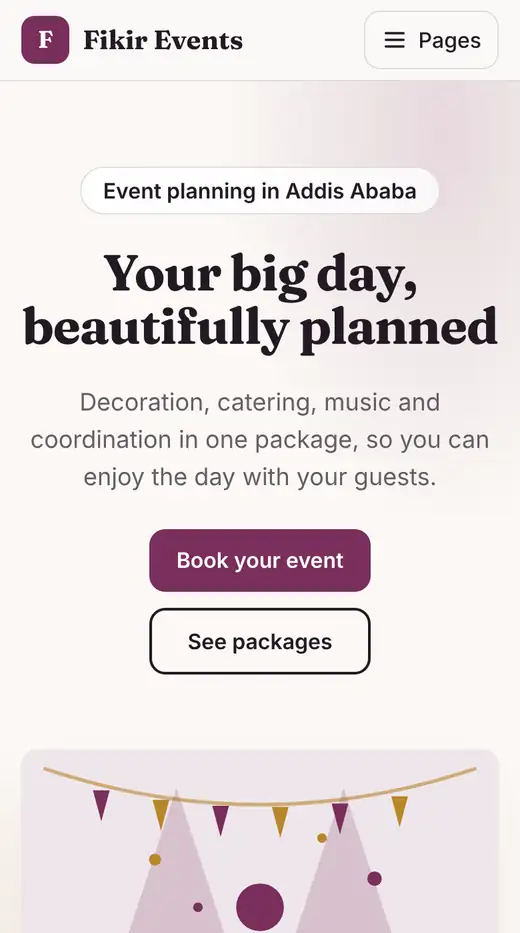 F
Fikir Events
Pages
Event planning in Addis Ababa
Your big day,
beautifully planned
Decoration, catering, music and
coordination in one package, so you can
enjoy the day with your guests.
Book your event
See packages